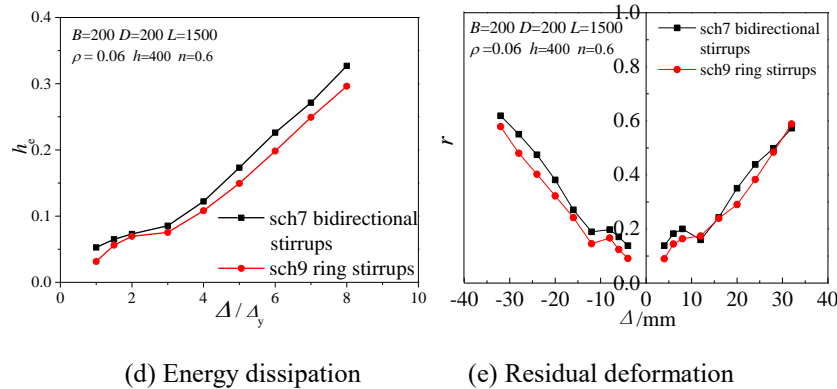 B=200 D=200 L=1500
ρ = 0.06 h=400 n=0.6
0.4
0.3
0.2
0.1
0.0
h_e
sch7 bidirectional
stirrups
sch9 ring stirrups
0 2 4 6 8 10
Δ / Δ_y
(d) Energy dissipation
B=200 D=200 L=1500
ρ=0.06 h=400 n=0.6
1.0
0.8
0.6
0.4
0.2
0.0
r
sch7 bidirectional
stirrups
sch9 ring stirrups
-40 -30 -20 -10 0 10 20 30 40
Δ /mm
(e) Residual deformation